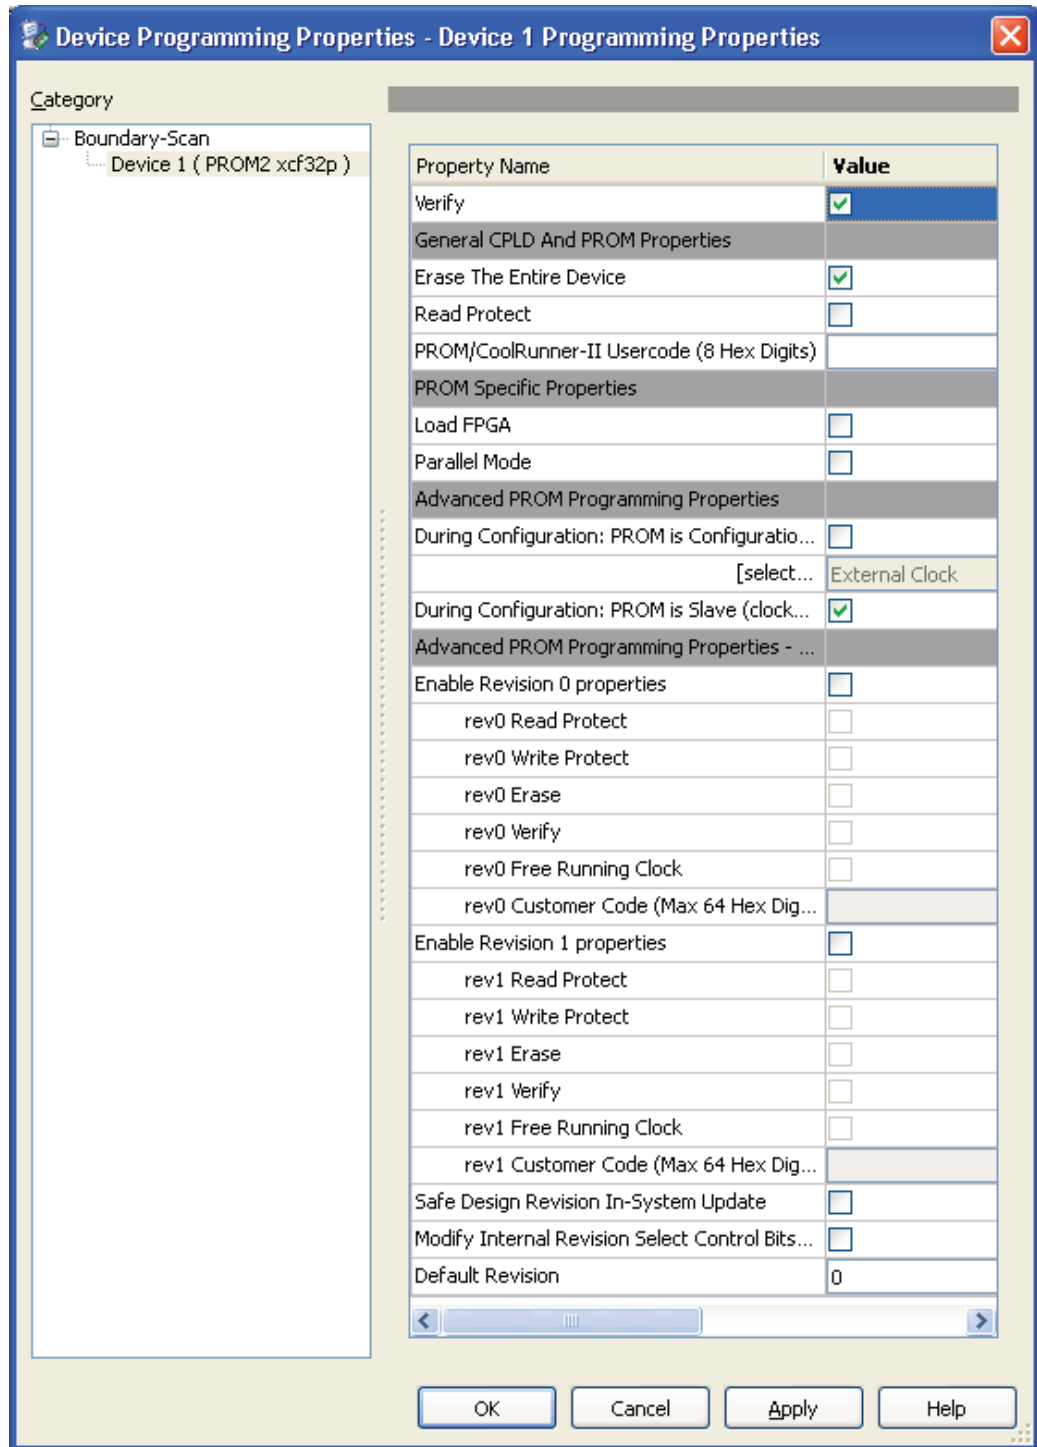 Device Programming Properties - Device 1 Programming Properties
Category
Boundary-Scan
Device 1 ( PROM2 xcf32p )
Property Name Value
Verify
General CPLD And PROM Properties
Erase The Entire Device
Read Protect
PROM/CoolRunner-II Usercode (8 Hex Digits)
PROM Specific Properties
Load FPGA
Parallel Mode
Advanced PROM Programming Properties
During Configuration: PROM is Configuratio...
[select... External Clock
During Configuration: PROM is Slave (clock...
Advanced PROM Programming Properties - ...
Enable Revision 0 properties
rev0 Read Protect
rev0 Write Protect
rev0 Erase
rev0 Verify
rev0 Free Running Clock
rev0 Customer Code (Max 64 Hex Dig...
Enable Revision 1 properties
rev1 Read Protect
rev1 Write Protect
rev1 Erase
rev1 Verify
rev1 Free Running Clock
rev1 Customer Code (Max 64 Hex Dig...
Safe Design Revision In-System Update
Modify Internal Revision Select Control Bits...
Default Revision 0
OK Cancel Apply Help